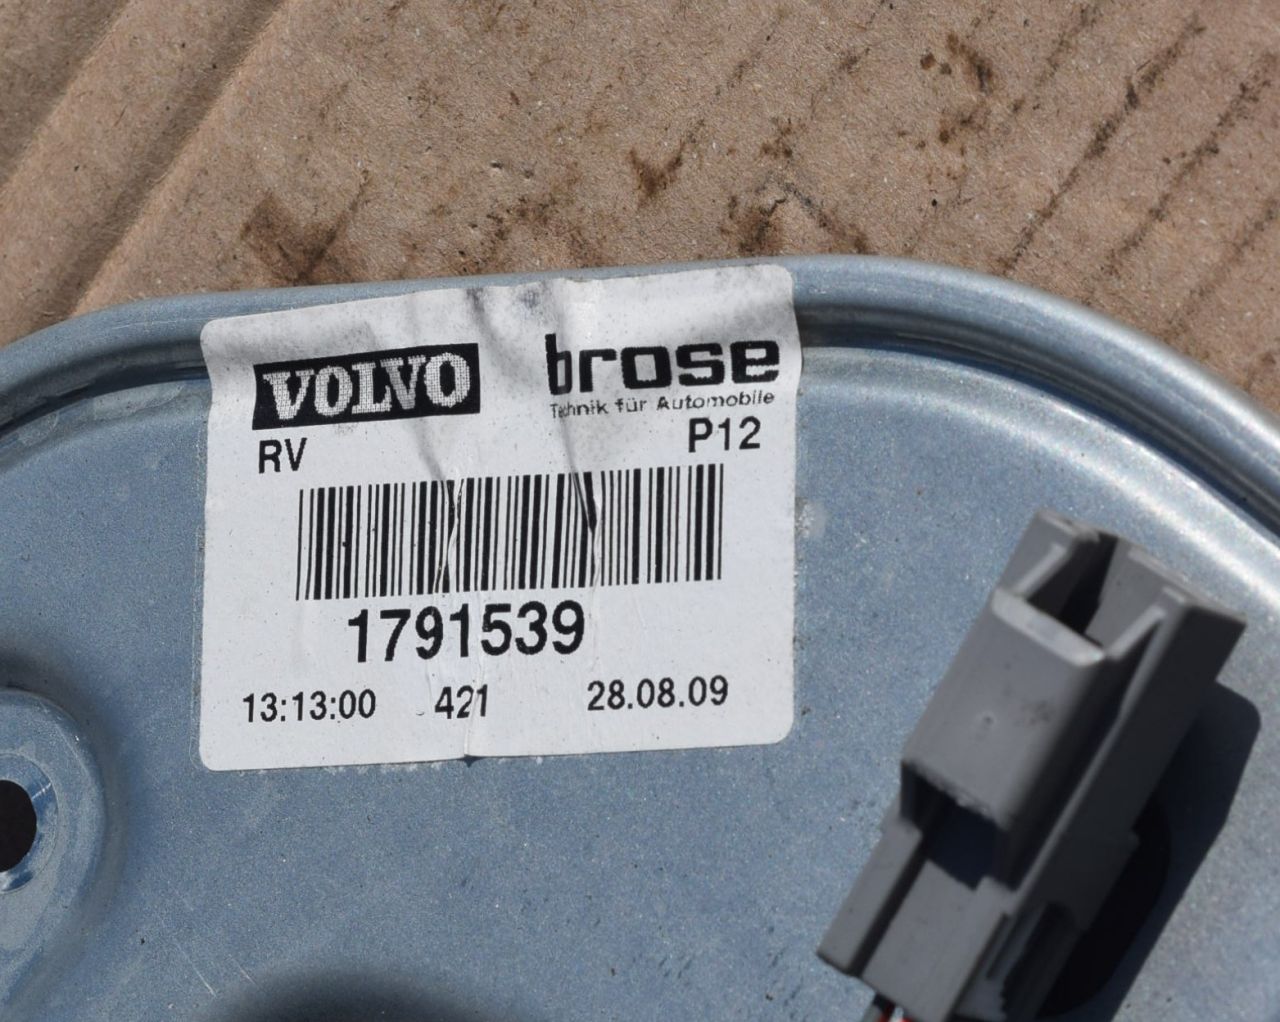 VOLVO brose
Technik für Automobile
RV P12
1791539
13:13:00 421 28.08.09